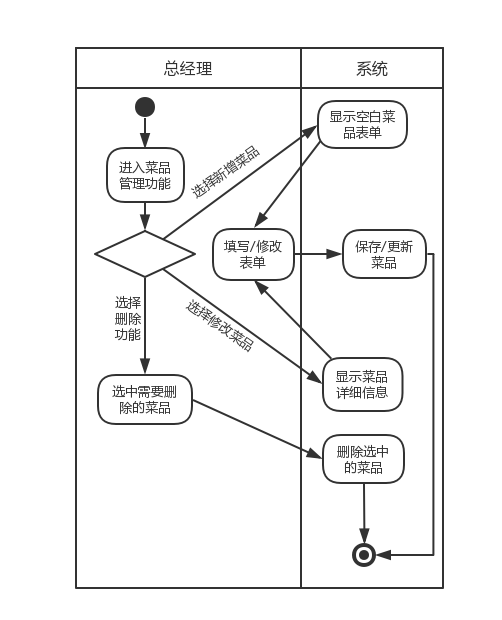 总经理
系统
显示空白菜
品表单
选择新增菜品
进入菜品
管理功能
填写/修改
表单
保存/更新
菜品
选择
删除
功能
选择修改菜品
显示菜品
详细信息
选中需要删
除的菜品
删除选中
的菜品